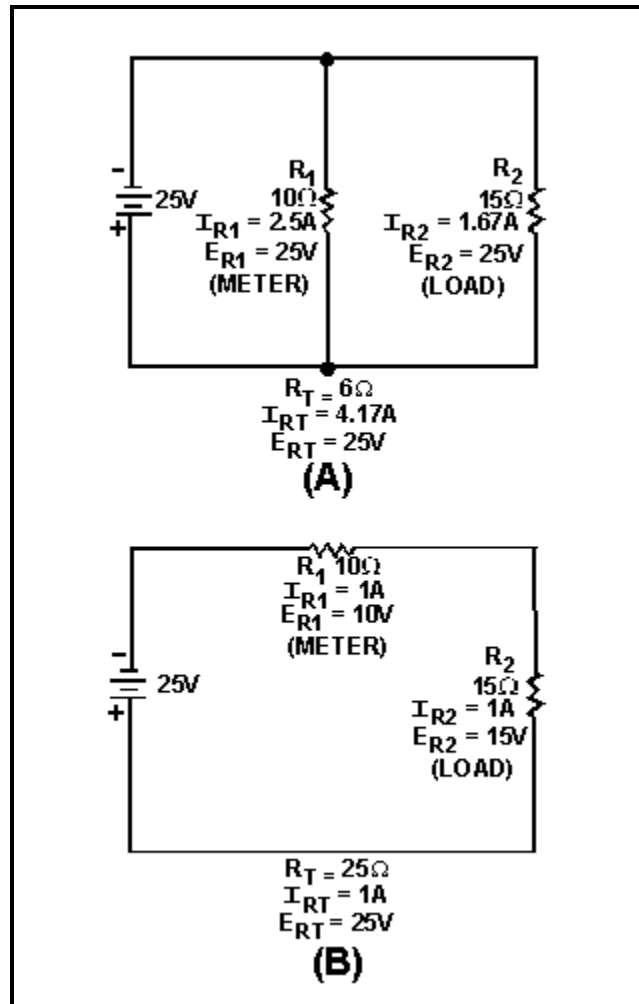 -
25V
+
R1
10Ω
IR1 = 2.5A
ER1 = 25V
(METER)
R2
15Ω
IR2 = 1.67A
ER2 = 25V
(LOAD)
RT = 6Ω
IRT = 4.17A
ERT = 25V
(A)
R1 10Ω
IR1 = 1A
ER1 = 10V
(METER)
-
25V
+
R2
15Ω
IR2 = 1A
ER2 = 15V
(LOAD)
RT = 25Ω
IRT = 1A
ERT = 25V
(B)